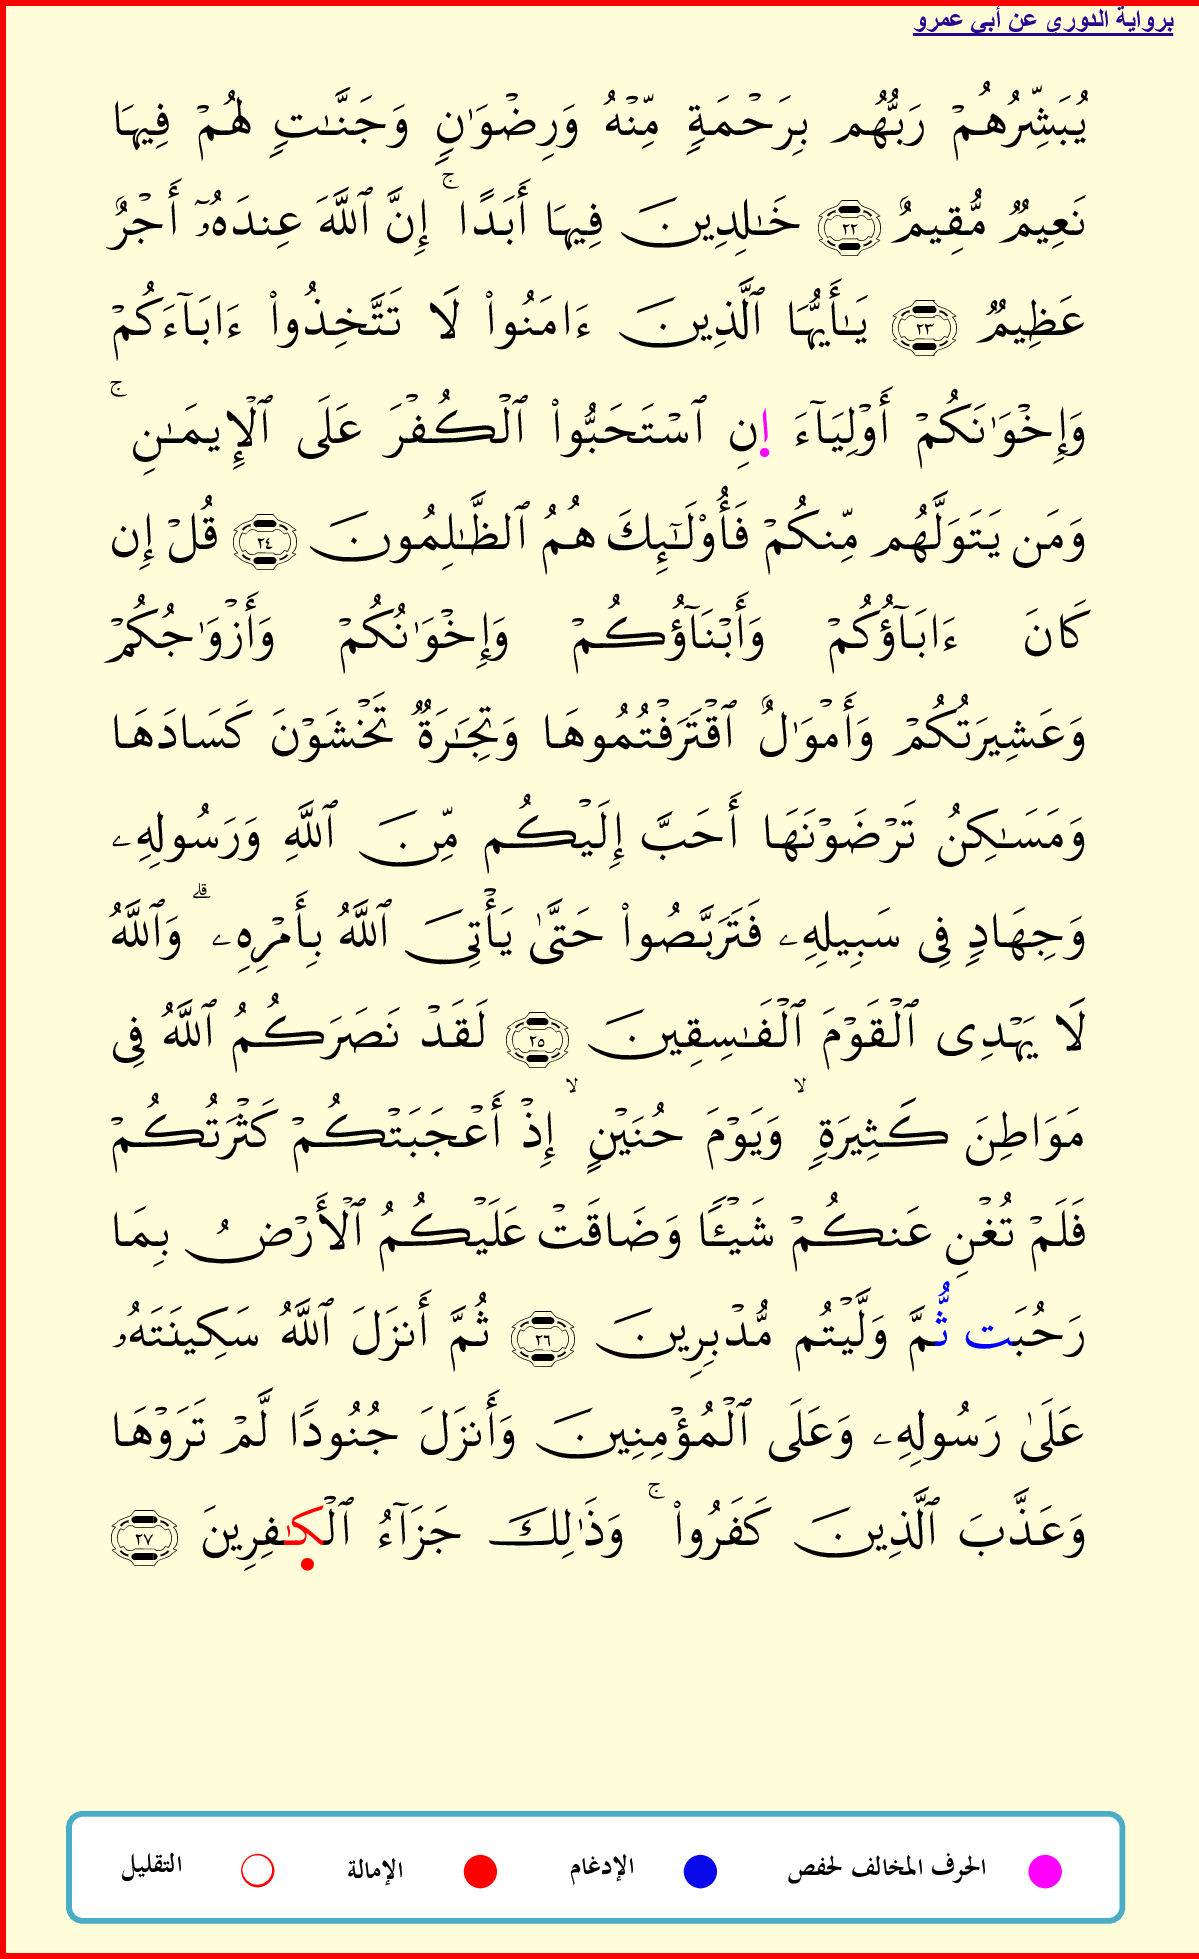 برواية الدوري عن أبي عمرو
يُبَشِّرُهُمْ رَبُّهُم بِرَحْمَةٍ مِّنْهُ وَرِضْوَٰنٍ وَجَنَّـٰتٍ لَهُمْ فِيهَا
نَعِيمٌ مُّقِيمٌ ٢٢ خَـٰلِدِينَ فِيهَا أَبَدًا ۚ إِنَّ ٱللَّهَ عِندَهُۥٓ أَجْرٌ
عَظِيمٌ ٢٣ يَـٰأَيُّهَا ٱلَّذِينَ ءَامَنُوا۟ لَا تَتَّخِذُوا۟ ءَابَآءَكُمْ
وَإِخْوَٰنَكُمْ أَوْلِيَآءَ اِنِ ٱسْتَحَبُّوا۟ ٱلْكُفْرَ عَلَى ٱلْإِيمَـٰنِ ۚ
وَمَن يَتَوَلَّهُم مِّنكُمْ فَأُو۟لَـٰٓئِكَ هُمُ ٱلظَّـٰلِمُونَ ٢٤ قُلْ إِن
كَانَ ءَابَآؤُكُمْ وَأَبْنَآؤُكُمْ وَإِخْوَٰنُكُمْ وَأَزْوَٰجُكُمْ
وَعَشِيرَتُكُمْ وَأَمْوَٰلٌ ٱقْتَرَفْتُمُوهَا وَتِجَـٰرَةٌ تَخْشَوْنَ كَسَادَهَا
وَمَسَـٰكِنُ تَرْضَوْنَهَا أَحَبَّ إِلَيْكُم مِّنَ ٱللَّهِ وَرَسُولِهِۦ
وَجِهَادٍ فِى سَبِيلِهِۦ فَتَرَبَّصُوا۟ حَتَّىٰ يَأْتِىَ ٱللَّهُ بِأَمْرِهِۦ ۗ وَٱللَّهُ
لَا يَهْدِى ٱلْقَوْمَ ٱلْفَـٰسِقِينَ ٢٥ لَقَدْ نَصَرَكُمُ ٱللَّهُ فِى
مَوَاطِنَ كَثِيرَةٍ ۙ وَيَوْمَ حُنَيْنٍ ۙ إِذْ أَعْجَبَتْكُمْ كَثْرَتُكُمْ
فَلَمْ تُغْنِ عَنكُمْ شَيْـًٔا وَضَاقَتْ عَلَيْكُمُ ٱلْأَرْضُ بِمَا
رَحُبَت ثُّمَّ وَلَّيْتُم مُّدْبِرِينَ ٢٦ ثُمَّ أَنزَلَ ٱللَّهُ سَكِينَتَهُۥ
عَلَىٰ رَسُولِهِۦ وَعَلَى ٱلْمُؤْمِنِينَ وَأَنزَلَ جُنُودًا لَّمْ تَرَوْهَا
وَعَذَّبَ ٱلَّذِينَ كَفَرُوا۟ ۚ وَذَٰلِكَ جَزَآءُ ٱلْكَـٰفِرِينَ ٢٧
الحرف المخالف لحفص الإدغام الإمالة التقليل